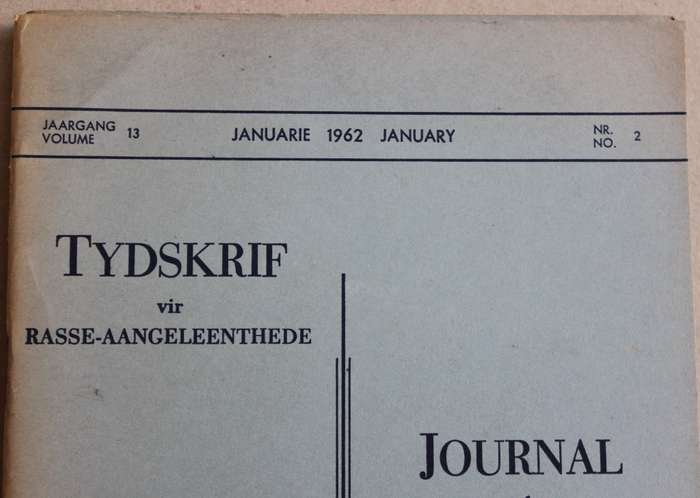 JAARGANG VOLUME 13 JANUARIE 1962 JANUARY NR. NO. 2
TYDSKRIF
vir
RASSE-AANGELEENTHEDE
JOURNAL